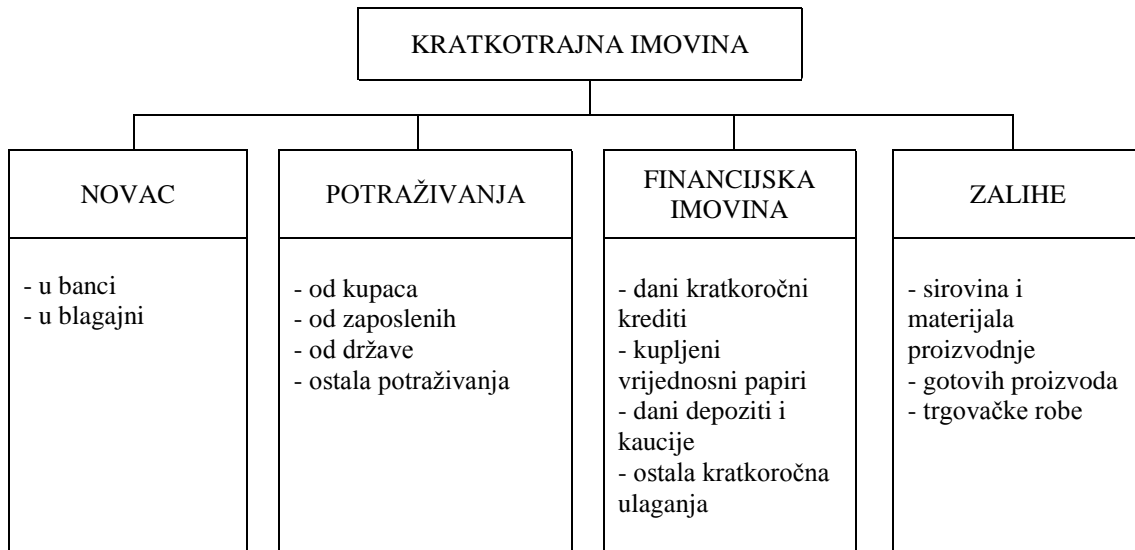 KRATKOTRAJNA IMOVINA
NOVAC
- u banci
- u blagajni
POTRAŽIVANJA
- od kupaca
- od zaposlenih
- od države
- ostala potraživanja
FINANCIJSKA
IMOVINA
- dani kratkoročni
krediti
- kupljeni
vrijednosni papiri
- dani depoziti i
kaucije
- ostala kratkoročna
ulaganja
ZALIHE
- sirovina i
materijala
proizvodnje
- gotovih proizvoda
- trgovačke robe